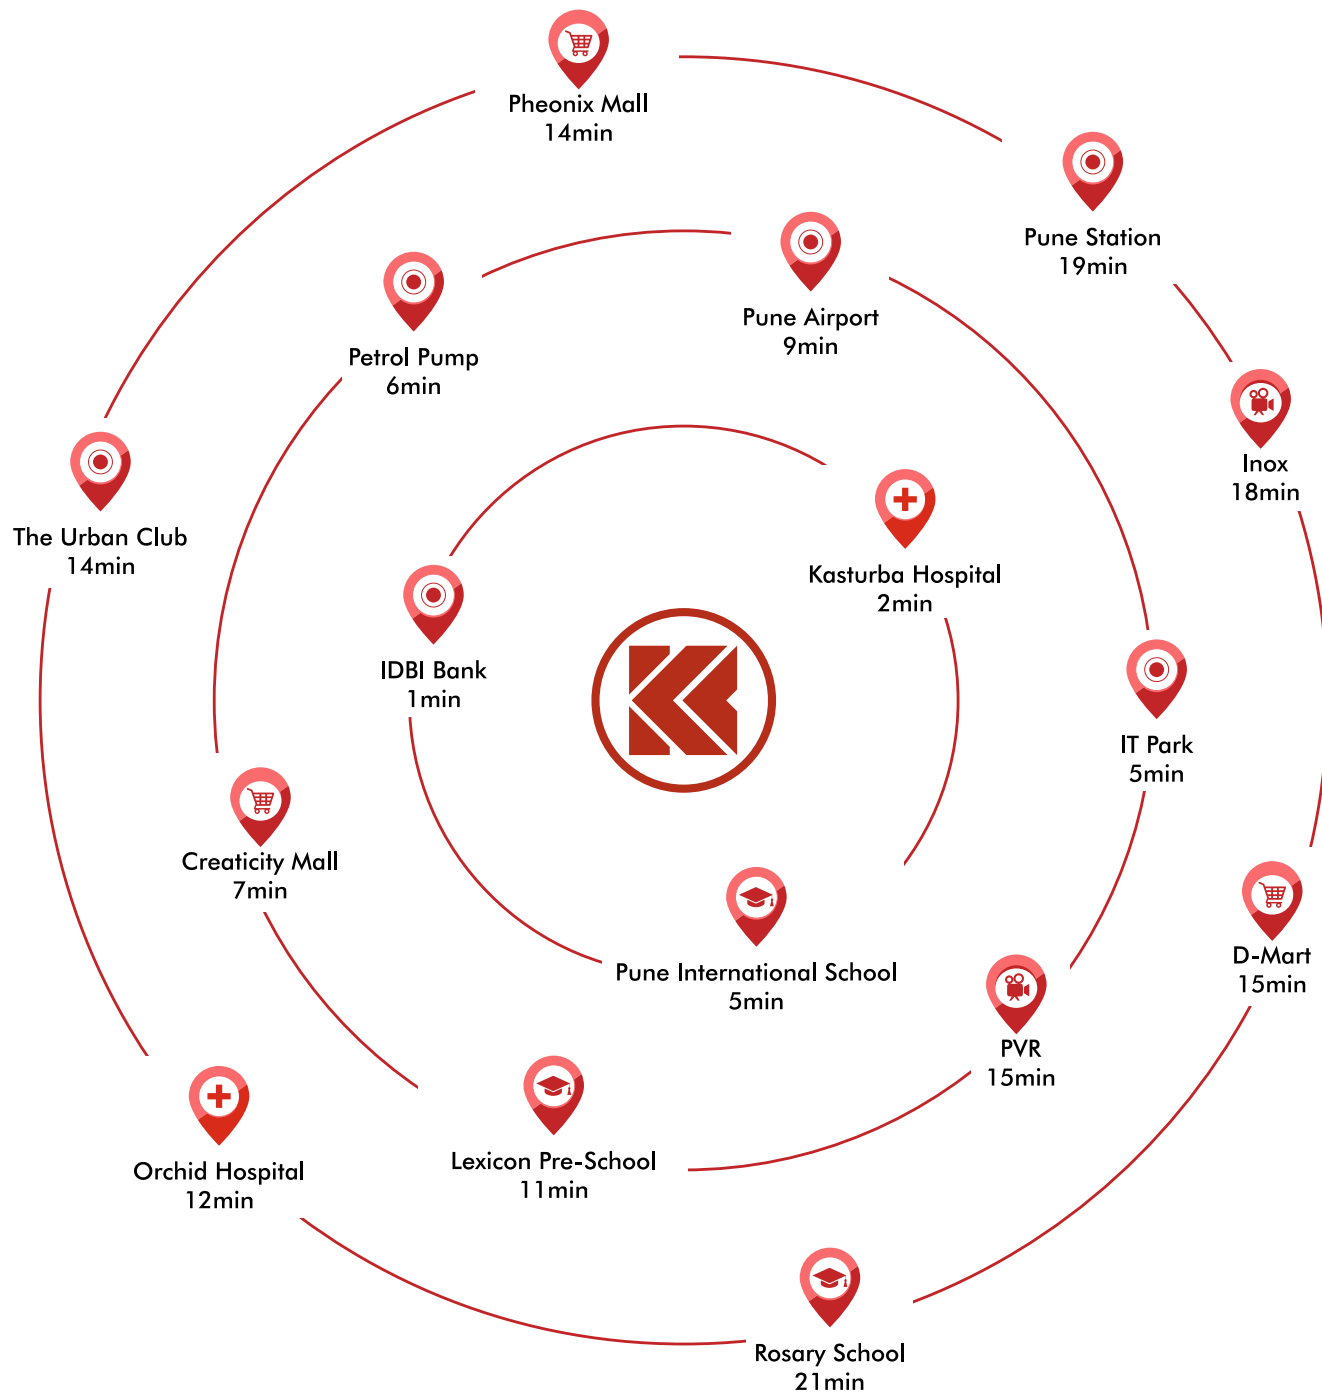 Pheonix Mall
14min
Pune Station
19min
Pune Airport
9min
Petrol Pump
6min
Inox
18min
The Urban Club
14min
Kasturba Hospital
2min
IDBI Bank
1min
IT Park
5min
Creaticity Mall
7min
D-Mart
15min
Pune International School
5min
PVR
15min
Lexicon Pre-School
11min
Orchid Hospital
12min
Rosary School
21min